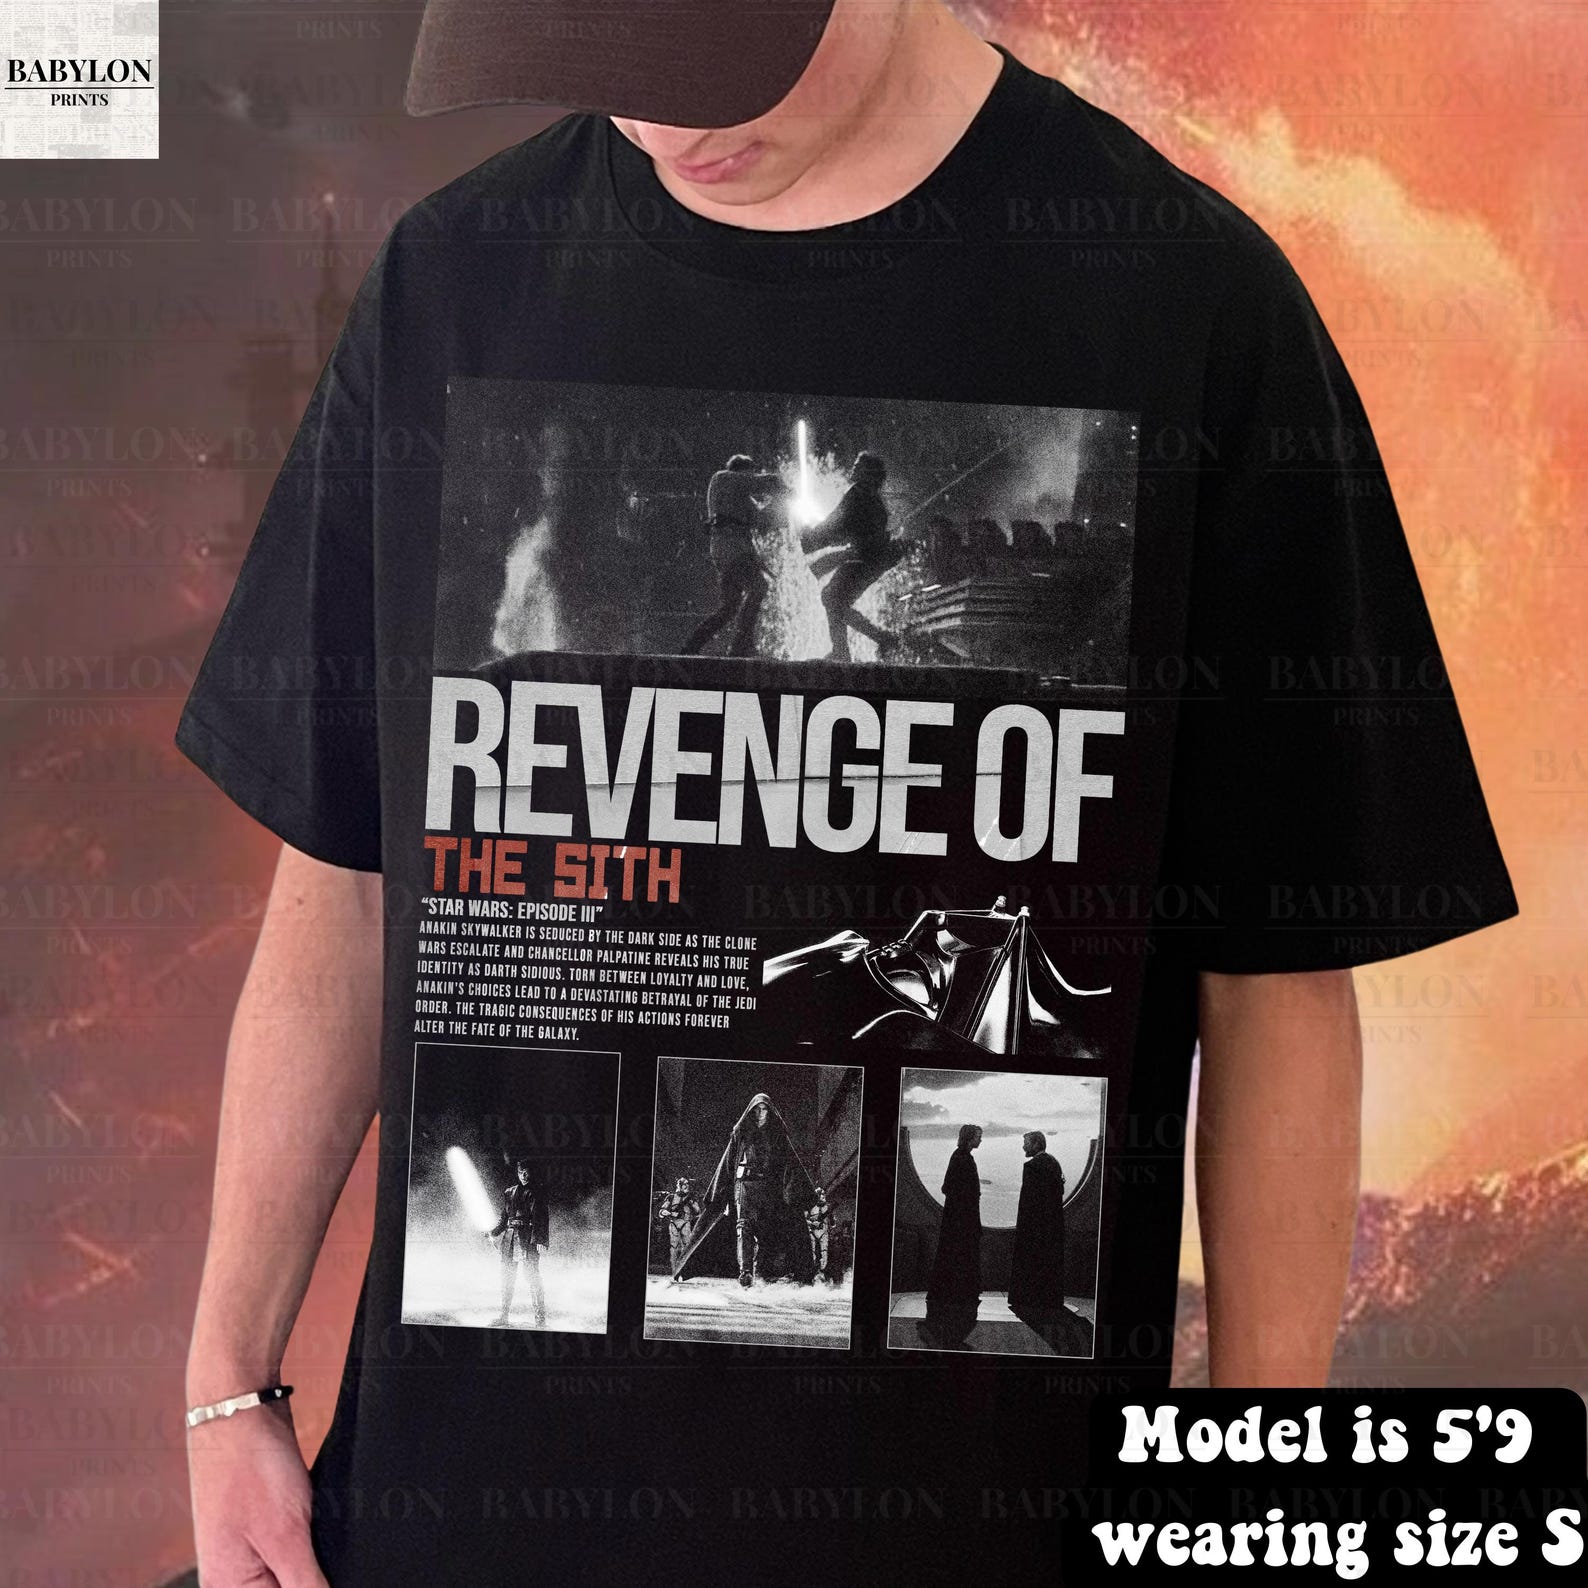 BABYLON
PRINTS
REVENGE OF
THE SITH
“STAR WARS: EPISODE III”
ANAKIN SKYWALKER IS SEDUCED BY THE DARK SIDE AS THE CLONE
WARS ESCALATE AND CHANCELLOR PALPATINE REVEALS HIS TRUE
IDENTITY AS DARTH SIDIOUS. TORN BETWEEN LOYALTY AND LOVE,
ANAKIN'S CHOICES LEAD TO A DEVASTATING BETRAYAL OF THE JEDI
ORDER. THE TRAGIC CONSEQUENCES OF HIS ACTIONS FOREVER
ALTER THE FATE OF THE GALAXY.
Model is 5'9
wearing size S